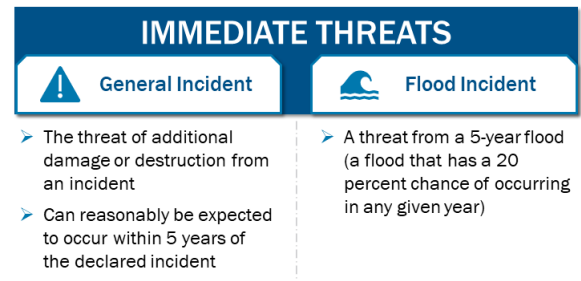 IMMEDIATE THREATS
General Incident
The threat of additional
damage or destruction from
an incident
Can reasonably be expected
to occur within 5 years of
the declared incident
Flood Incident
A threat from a 5-year flood
(a flood that has a 20
percent chance of occurring
in any given year)